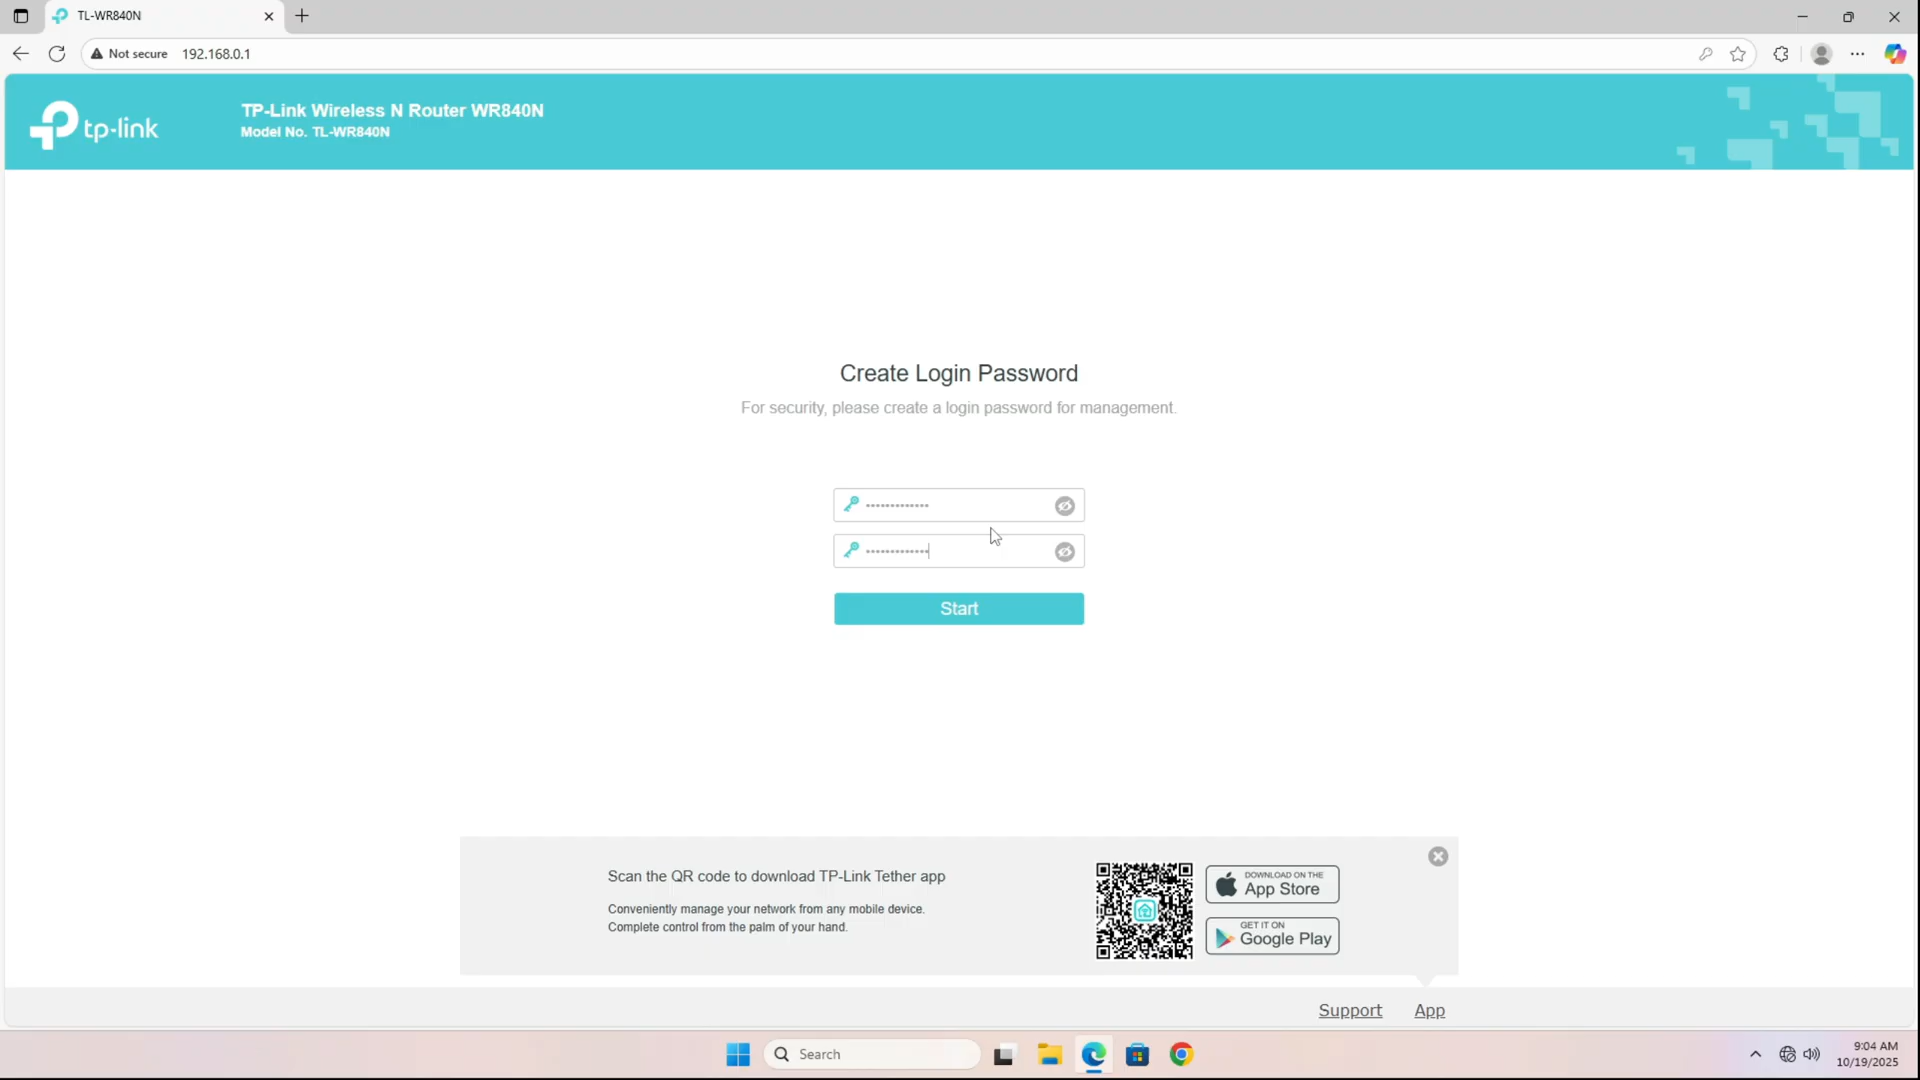 TL-WR840N
Not secure
192.168.0.1
tp-link
TP-Link Wireless N Router WR840N
Model No. TL-WR840N
Create Login Password
For security, please create a login password for management.
Start
Scan the QR code to download TP-Link Tether app
Conveniently manage your network from any mobile device.
Complete control from the palm of your hand.
DOWNLOAD ON THE
App Store
GET IT ON
Google Play
Support
App
Search
9:04 AM
10/19/2025